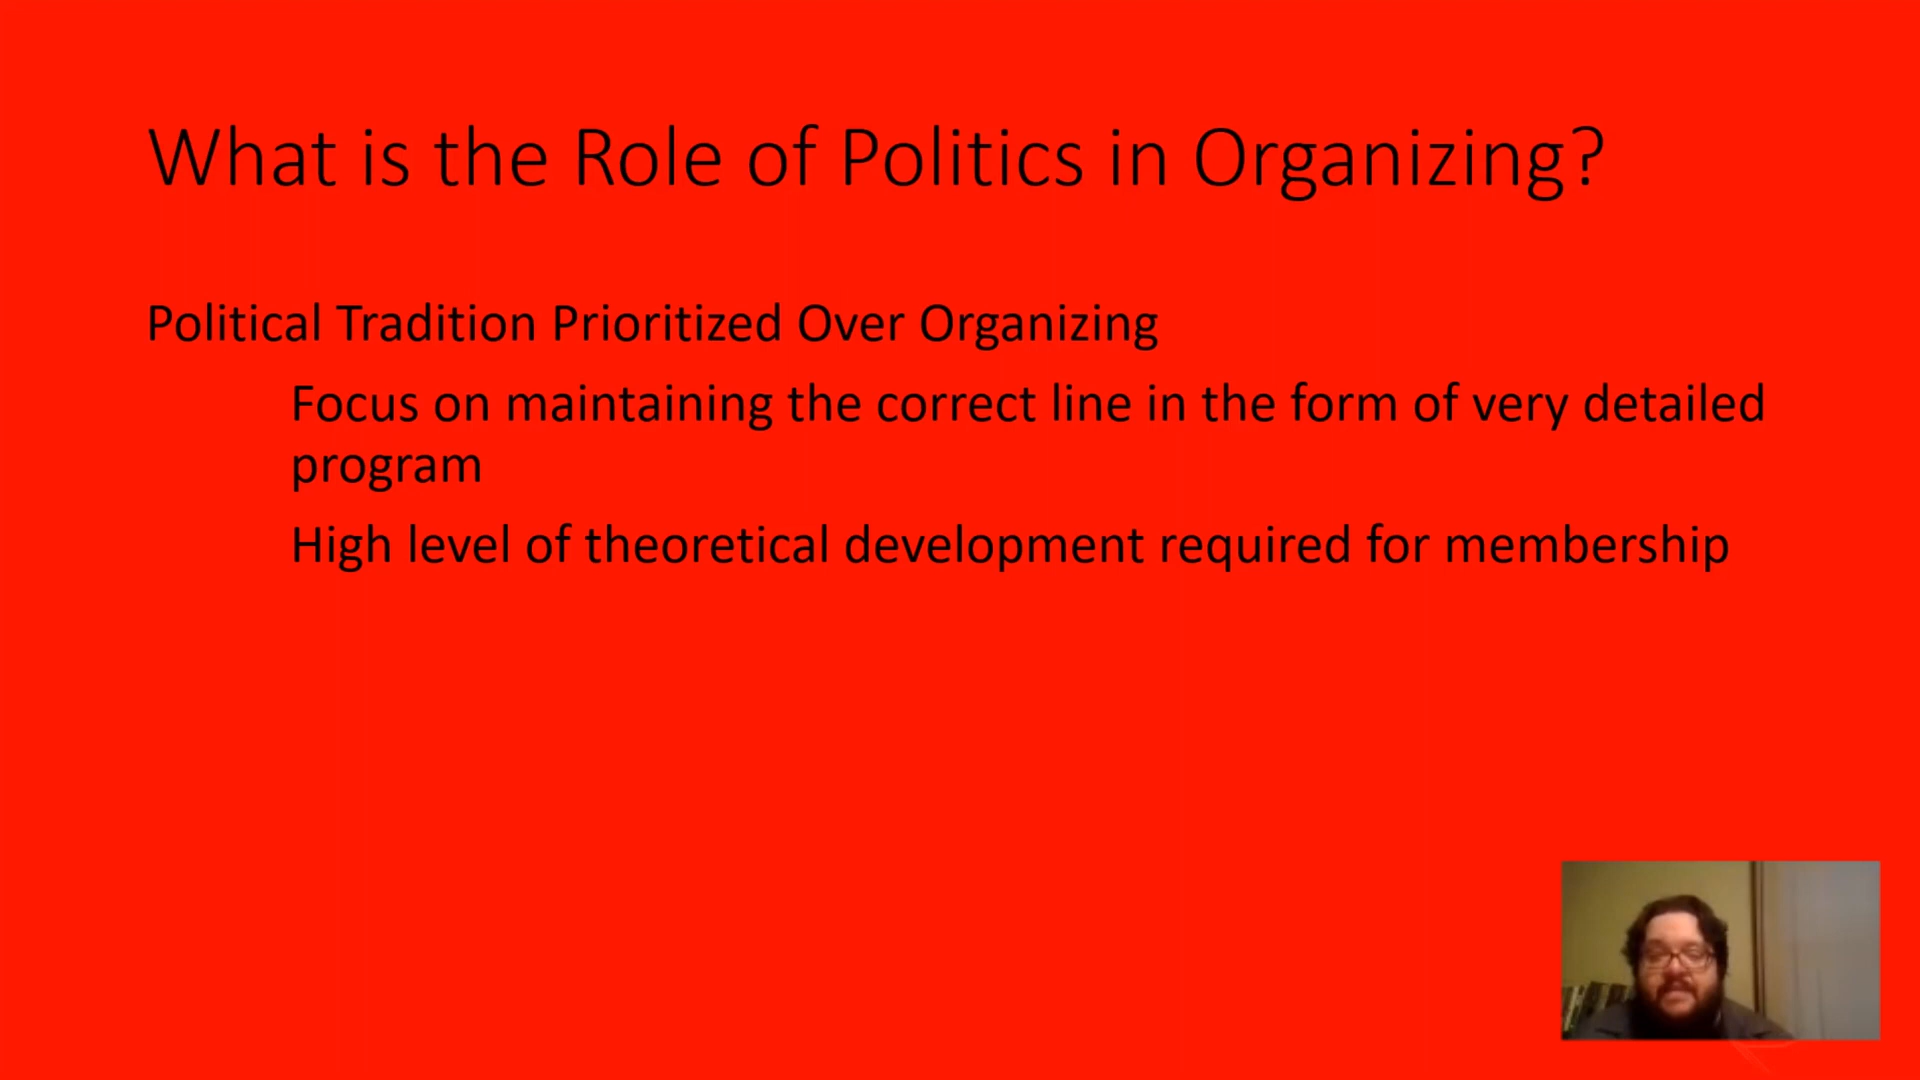 What is the Role of Politics in Organizing?
Political Tradition Prioritized Over Organizing
Focus on maintaining the correct line in the form of very detailed
program
High level of theoretical development required for membership